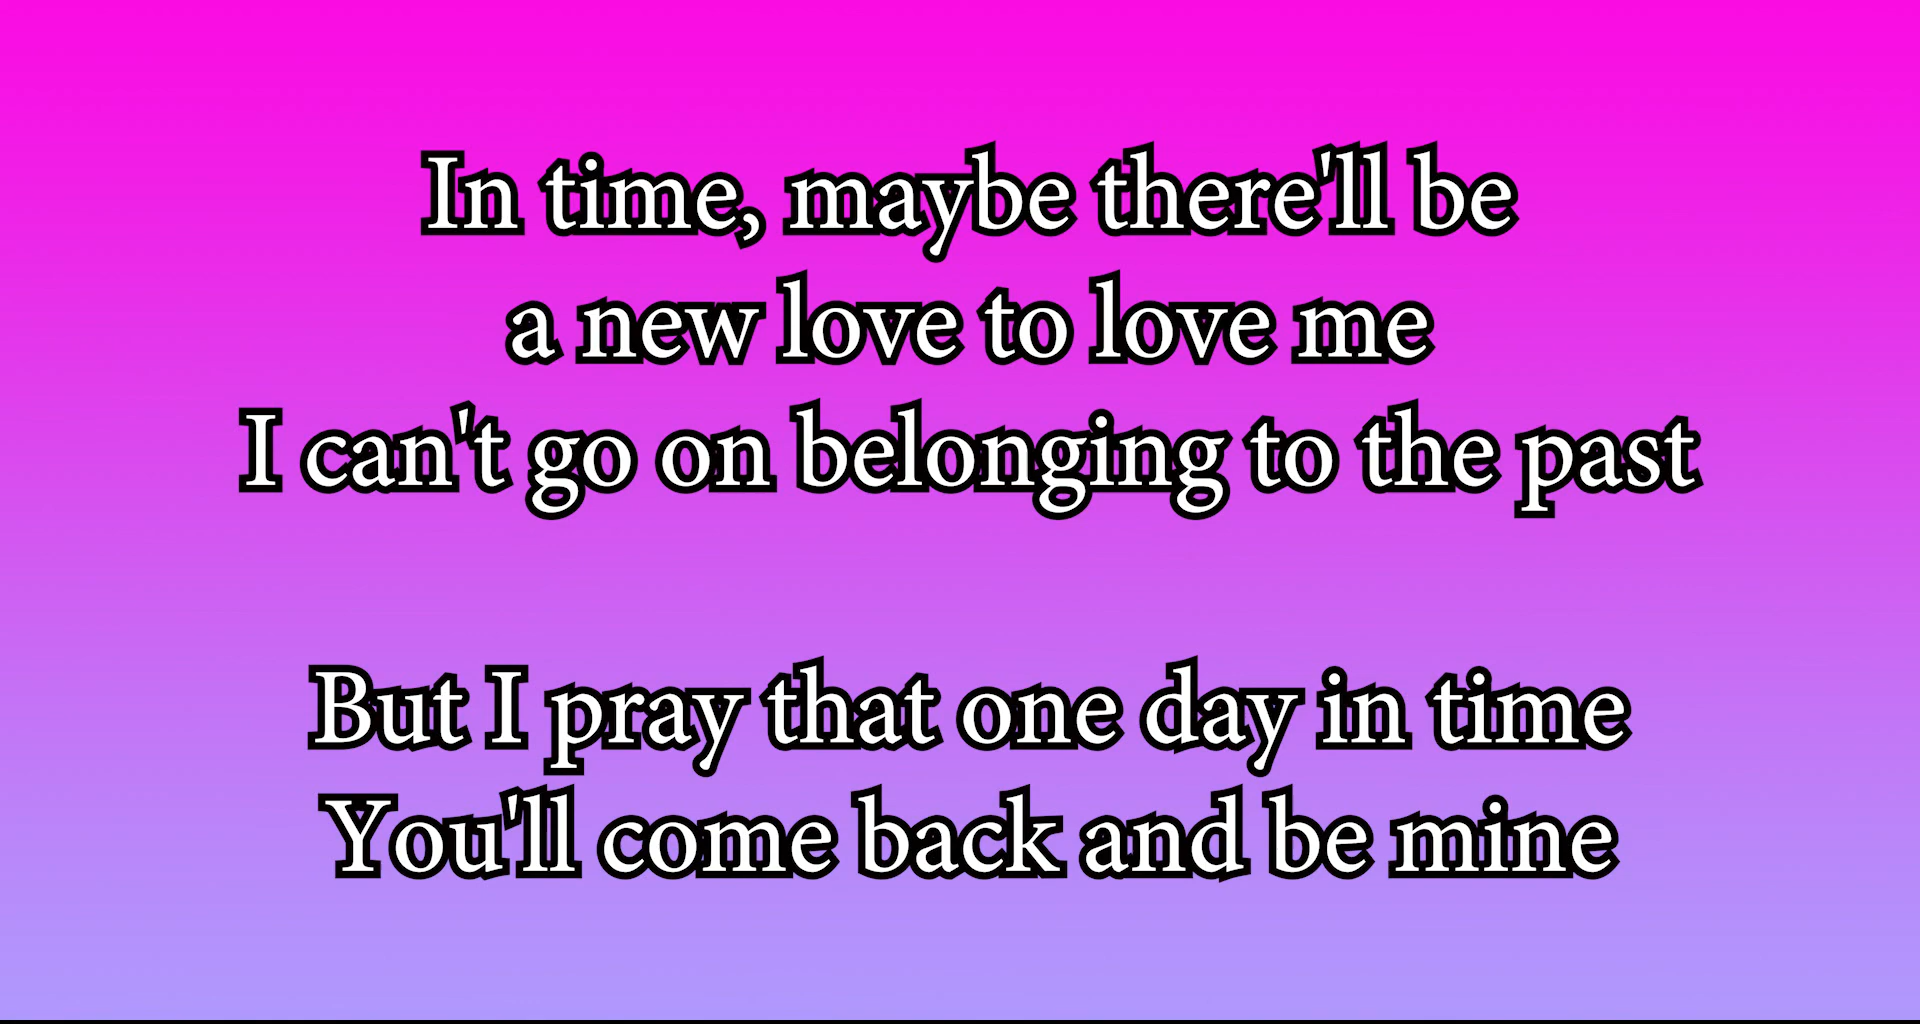 In time, maybe there'll be
a new love to love me
I can't go on belonging to the past
But I pray that one day in time
You'll come back and be mine